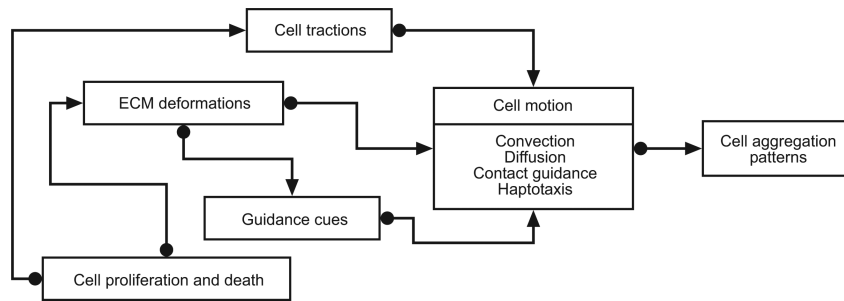 Cell tractions
ECM deformations
Cell motion
Convection
Diffusion
Contact guidance
Haptotaxis
Cell aggregation
patterns
Guidance cues
Cell proliferation and death